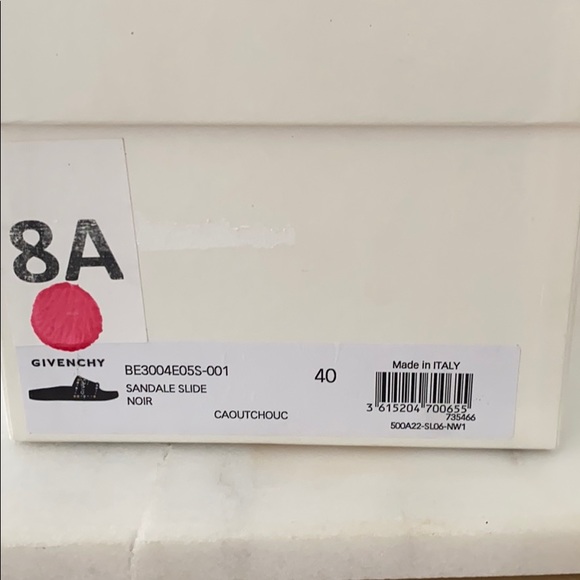 8A
GIVENCHY
BE3004E05S-001
SANDALE SLIDE
NOIR
CAOUTCHOUC
40
Made in ITALY
3 615204 700655
735466
500A22-SL06-NW1